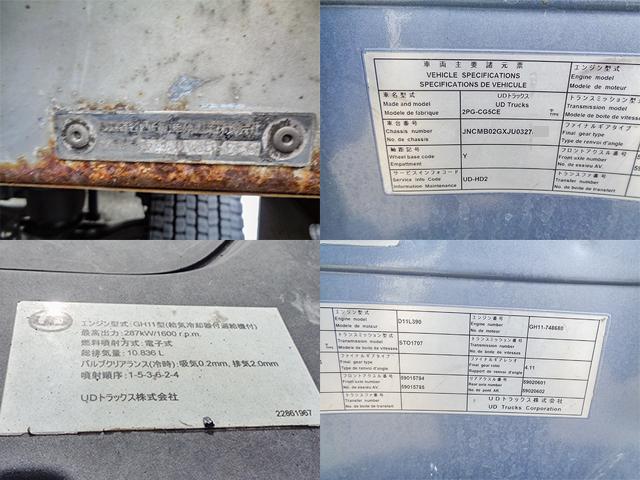 車両主要諸元票
VEHICLE SPECIFICATIONS
SPECIFICATIONS DE VEHICULE
車名型式
Made and model
Modele de fabrique
UDトラックス
UD Trucks
2PG-CG5CE
車台番号
Chassis number
No. de chassis
JNCMB02GXJU0327
軸距記号
Wheel base code
Empattement
Y
サービスインフォコード
Service Info Code
Information Maintenance
UD-HD2
エンジン型式
Engine model
Modele de moteur
トランスミッション型式
Transmission model
Modele de boite de vitesses
ファイナルギアタイプ
Final gear type
Type de renvoi d'angle
フロントアクスル番号
Front axle number
No. de essieu AV.
トランスファ番号
Transfer number
No. de boite de transfert
UD
エンジン型式:GH11型(給気冷却器付過給機付)
最高出力:287kW/1600 r.p.m.
燃料噴射方式:電子式
総排気量:10.836 L
バルブクリアランス(冷時):吸気0.2mm, 排気2.0mm
噴射順序:1-5-3-6-2-4
UDトラックス株式会社
22861967
エンジン型式
Engine model
Modele de moteur
D11L390
エンジン番号
Engine number
No. de moteur
GH11-748680
トランスミッション型式
Transmission model
Modele de boite de vitesses
STO1707
トランスミッション番号
Transmission number
No. de boite de vitesses
ファイナルギアタイプ
Final gear type
Type de renvoi d'angle
ファイナルギアレシオ
Final gear ratio
Rapport de renvoi d'angle
4.11
フロントアクスル番号
Front axle number
No. de essieu AV.
59015794
59015795
リアアクスル番号
Rear axle number
No. de pont AR.
59020601
59020602
トランスファ番号
Transfer number
No. de boite de transfert
UDトラックス株式会社
UD Trucks Corporation